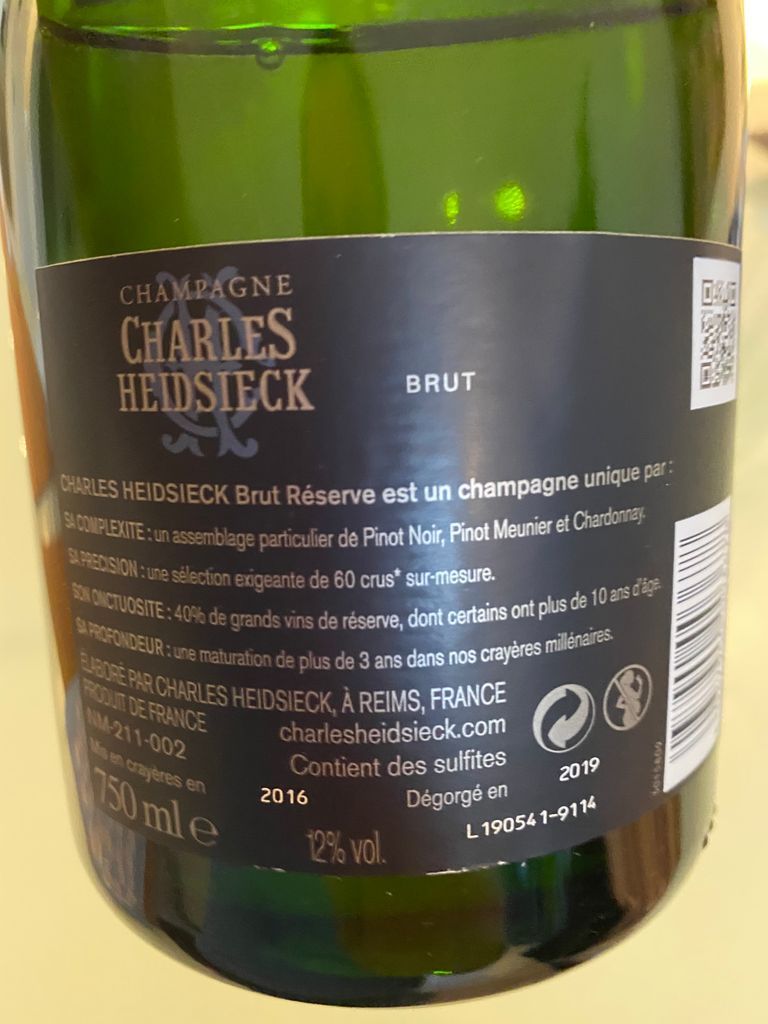 CHAMPAGNE
CHARLES
HEIDSIECK
BRUT
CHARLES HEIDSIECK Brut Réserve est un champagne unique par :
SA COMPLEXITE : un assemblage particulier de Pinot Noir, Pinot Meunier et Chardonnay.
SA PRECISION : une sélection exigeante de 60 crus* sur-mesure.
SON ONCTUOSITE : 40% de grands vins de réserve, dont certains ont plus de 10 ans d'âge.
SA PROFONDEUR : une maturation de plus de 3 ans dans nos crayères millénaires.
ÉLABORÉ PAR CHARLES HEIDSIECK, À REIMS, FRANCE
PRODUIT DE FRANCE
charlesheidsieck.com
NM-211-002
Contient des sulfites
Mis en crayères en 2016
Dégorgé en 2019
750 ml e
12% vol.
L190541-9114